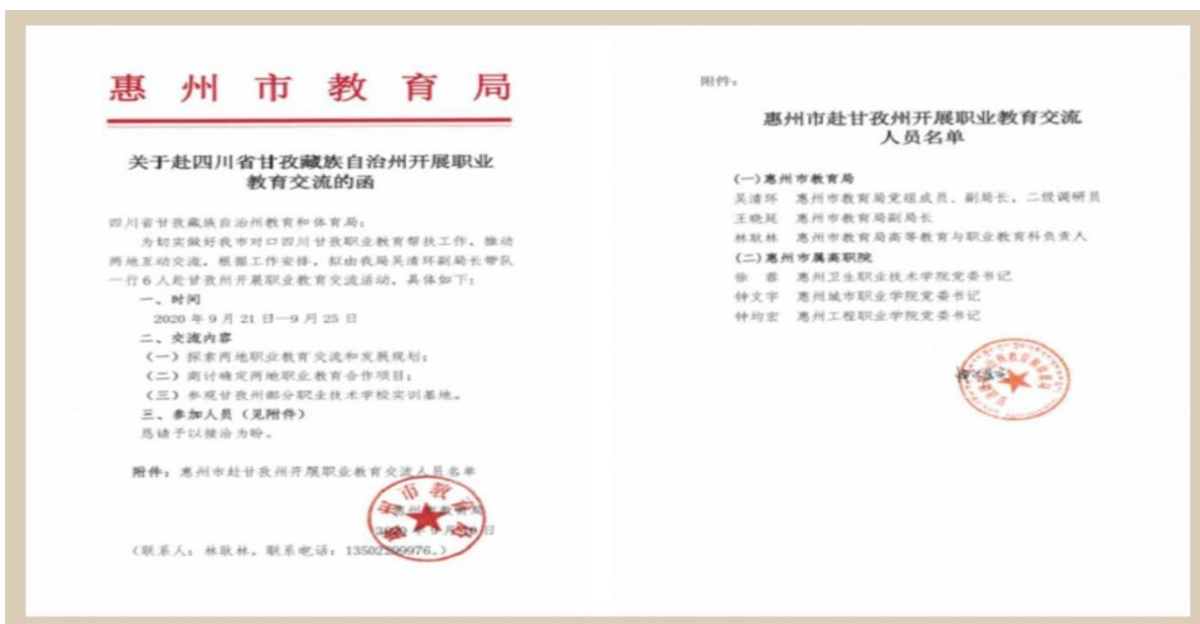 惠州市教育局
关于赴四川省甘孜藏族自治州开展职业
教育交流的函
四川省甘孜藏族自治州教育和体育局：
为切实做好我市对口四川甘孜职业教育帮扶工作，推动
两地互动交流，根据工作安排，拟由我局吴清环副局长带队
一行6人赴甘孜州开展职业教育交流活动，具体如下：
一、时间
2020年9月21日—9月25日
二、交流内容
（一）探索两地职业教育交流和发展规划；
（二）商讨确定两地职业教育合作项目；
（三）参观甘孜州部分职业技术学校实训基地。
三、参加人员（见附件）
恳请予以接洽为盼。
附件：惠州市赴甘孜州开展职业教育交流人员名单
惠州市教育局
（联系人：林耿林，联系电话：13502299976。）
附件：
惠州市赴甘孜州开展职业教育交流
人员名单
（一）惠州市教育局
吴清环 惠州市教育局党组成员、副局长，二级调研员
王晓延 惠州市教育局副局长
林耿林 惠州市教育局高等教育与职业教育科负责人
（二）惠州市属高职院
徐 蓉 惠州卫生职业技术学院党委书记
钟文宇 惠州城市职业学院党委书记
钟均宏 惠州工程职业学院党委书记